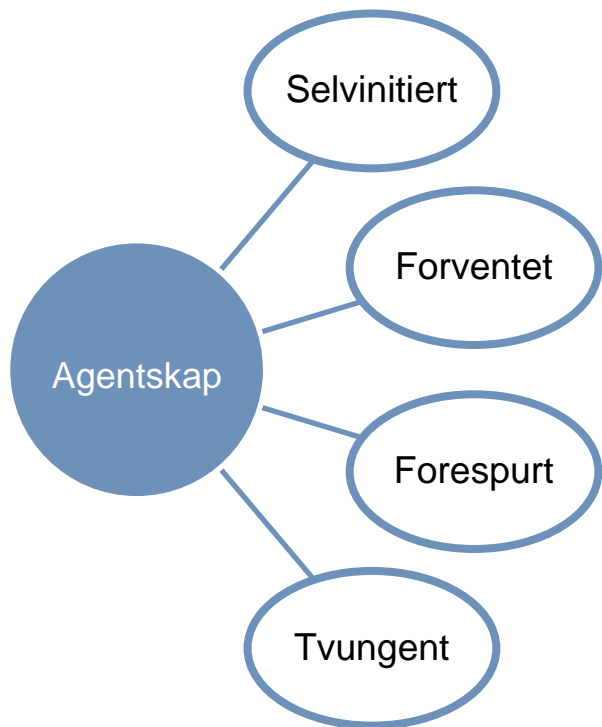 Selvinitiert
Forventet
Agentskap
Forespurt
Tvungent